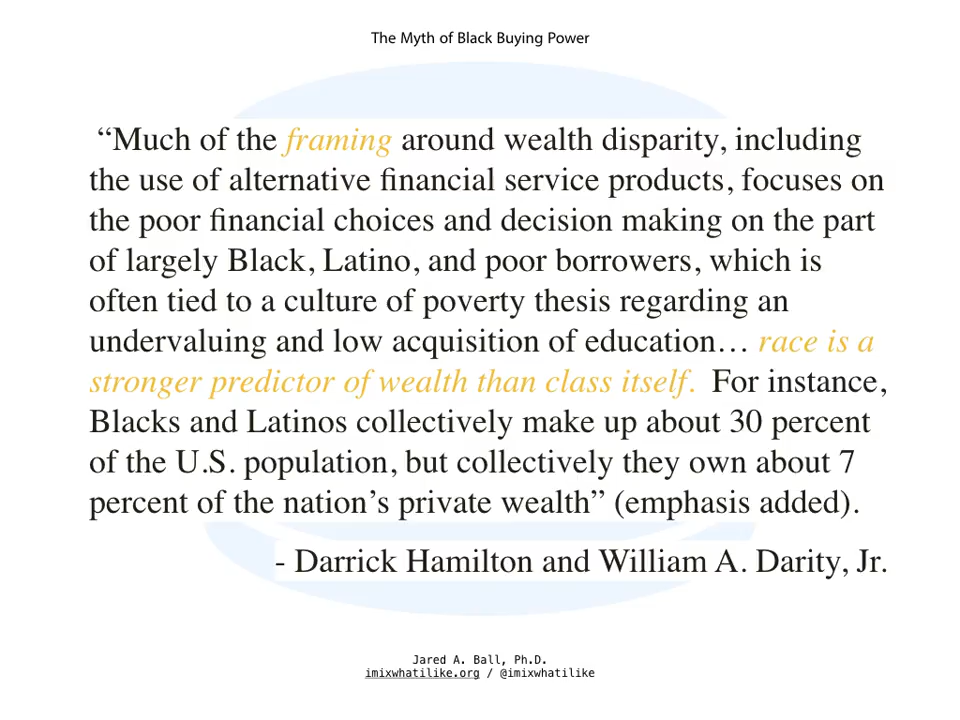 The Myth of Black Buying Power
“Much of the framing around wealth disparity, including
the use of alternative financial service products, focuses on
the poor financial choices and decision making on the part
of largely Black, Latino, and poor borrowers, which is
often tied to a culture of poverty thesis regarding an
undervaluing and low acquisition of education… race is a
stronger predictor of wealth than class itself. For instance,
Blacks and Latinos collectively make up about 30 percent
of the U.S. population, but collectively they own about 7
percent of the nation’s private wealth” (emphasis added).
- Darrick Hamilton and William A. Darity, Jr.
Jared A. Ball, Ph.D.
imixwhatilike.org / @imixwhatilike